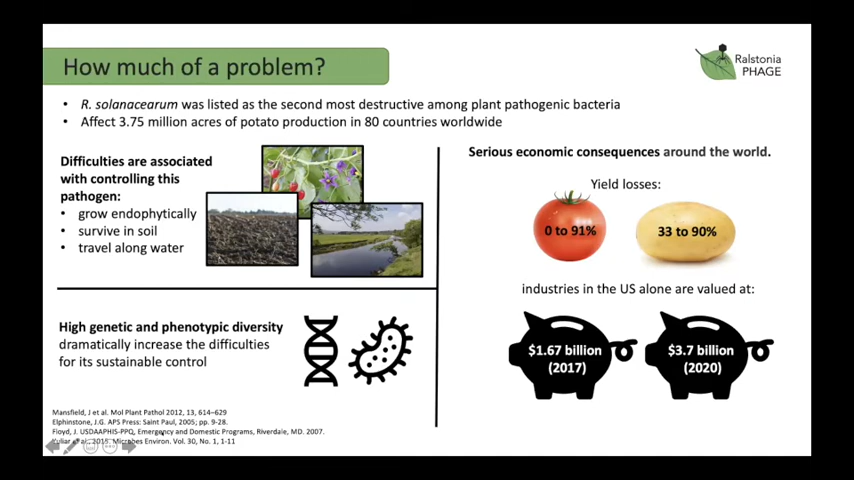 How much of a problem?
Ralstonia
PHAGE
• R. solanacearum was listed as the second most destructive among plant pathogenic bacteria
• Affect 3.75 million acres of potato production in 80 countries worldwide
Difficulties are associated
with controlling this
pathogen:
• grow endophytically
• survive in soil
• travel along water
High genetic and phenotypic diversity
dramatically increase the difficulties
for its sustainable control
Serious economic consequences around the world.
Yield losses:
0 to 91%
33 to 90%
industries in the US alone are valued at:
$1.67 billion
(2017)
$3.7 billion
(2020)
Mansfield, J et al. Mol Plant Pathol 2012, 13, 614–629
Elphinstone, J.G. APS Press: Saint Paul, 2005; pp. 9-28.
Floyd, J. USDAAPHIS-PPQ, Emergency and Domestic Programs, Riverdale, MD. 2007.
et al., 2015. Microbes Environ. Vol. 30, No. 1, 1-11